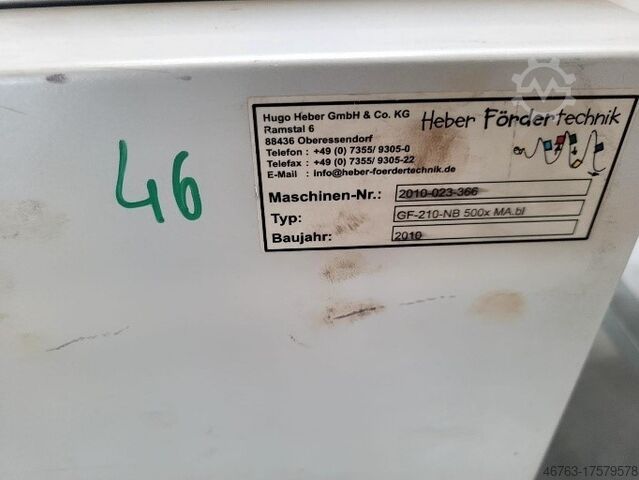 46
Hugo Heber GmbH & Co. KG
Ramstal 6
88436 Oberessendorf
Telefon : +49 (0) 7355/ 9305-0
Telefax : +49 (0) 7355/ 9305-22
E-Mail : Info@heber-foerdertechnik.de
Heber Fördertechnik
Maschinen-Nr.: 2010-023-366
Typ: GF-210-NB 500x MA.bl
Baujahr: 2010
46763-17579578